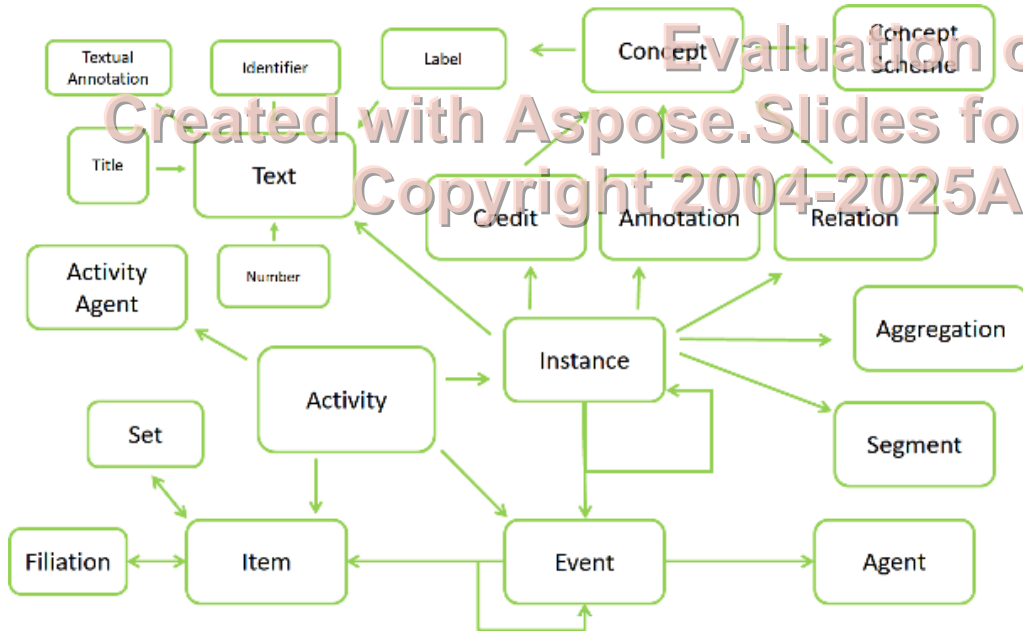 Textual
Annotation
Identifier
Label
Concept
Concept
Scheme
Evaluation o
Created with Aspose.Slides fo
Copyright 2004-2025A
Title
Text
Credit
Annotation
Relation
Number
Activity
Agent
Instance
Aggregation
Activity
Set
Segment
Filiation
Item
Event
Agent